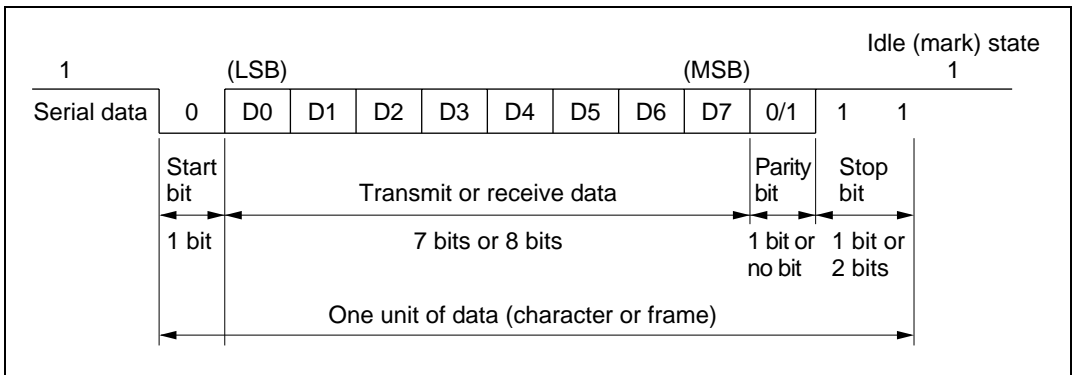 Idle (mark) state
1 (LSB) (MSB) 1
Serial data 0 D0 D1 D2 D3 D4 D5 D6 D7 0/1 1 1
Start bit
Transmit or receive data
Parity bit
Stop bit
1 bit
7 bits or 8 bits
1 bit or no bit
1 bit or 2 bits
One unit of data (character or frame)